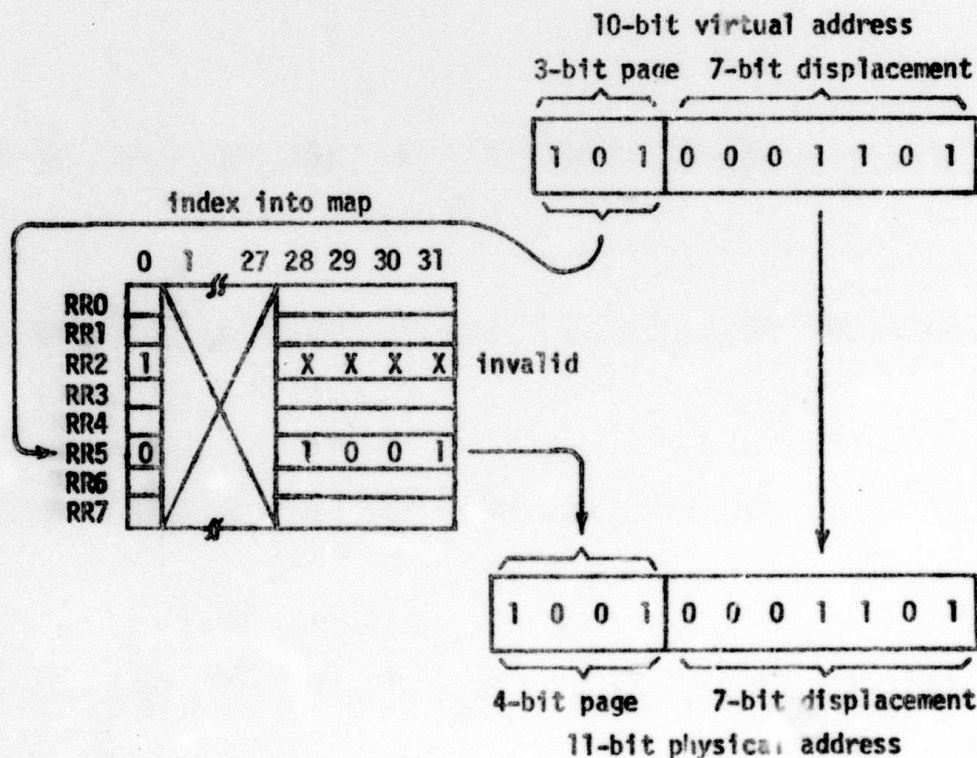 10-bit virtual address
3-bit page 7-bit displacement
1 0 1 0 0 0 1 1 0 1
index into map
0 1 27 28 29 30 31
RR0
RR1
RR2 1 X X X X invalid
RR3
RR4
RR5 0 1 0 0 1
RR6
RR7
1 0 0 1 0 0 0 1 1 0 1
4-bit page 7-bit displacement
11-bit physical address